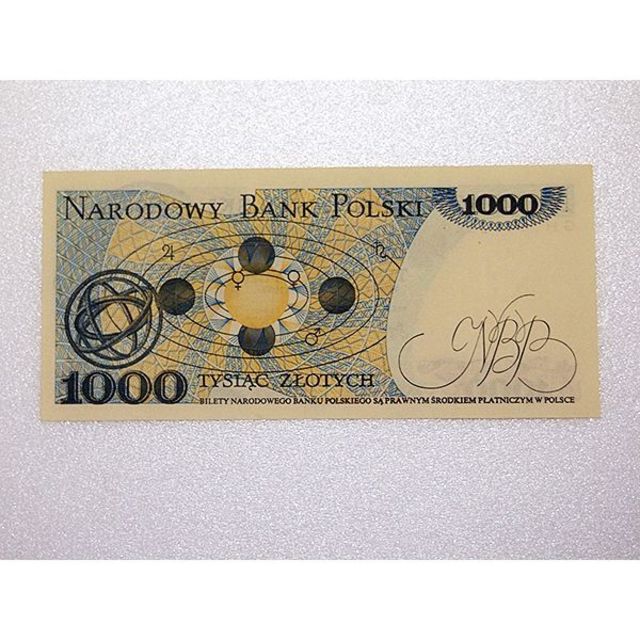 NARODOWY BANK POLSKI
1000
♃
♄
♀
♂
NBP
1000
TYSIĄC ZŁOTYCH
BILETY NARODOWEGO BANKU POLSKIEGO SĄ PRAWNYM ŚRODKIEM PŁATNICZYM W POLSCE